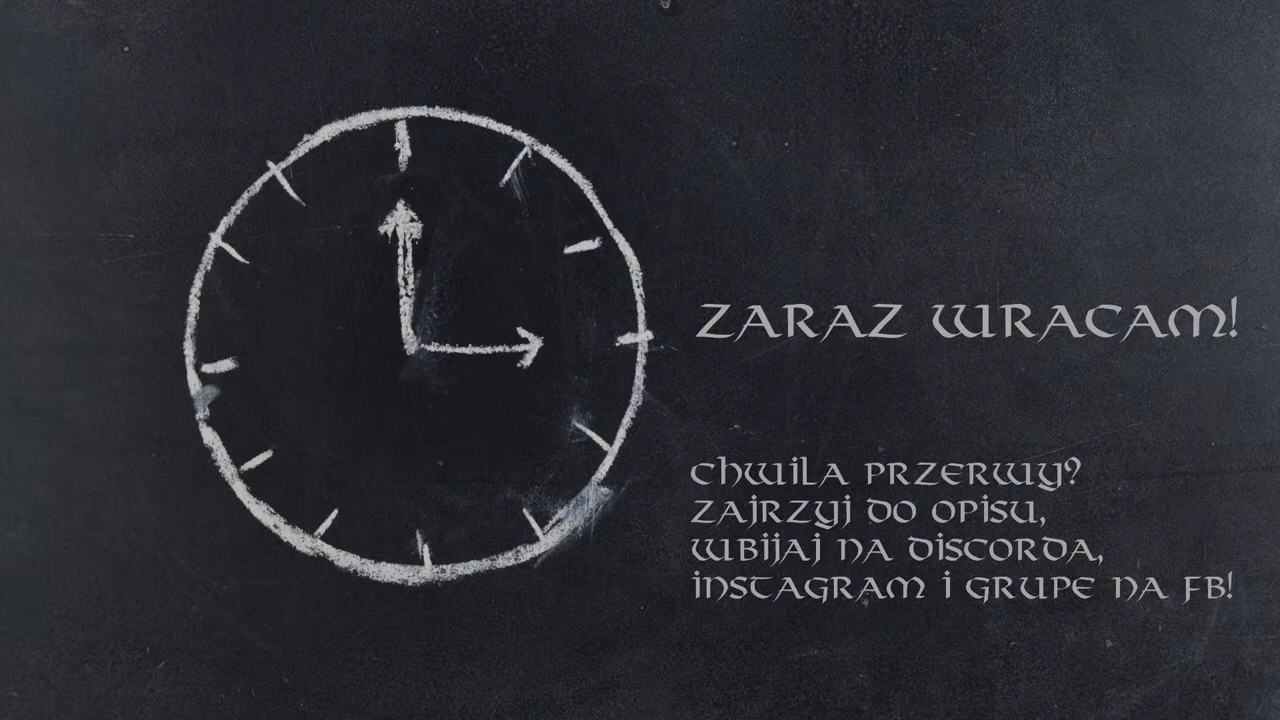 ZARAZ WRACAM!
CHWILA PRZERWY?
ZAJRZYJ DO OPISU,
WBIJAJ NA DISCORDA,
INSTAGRAM I GRUPE NA FB!